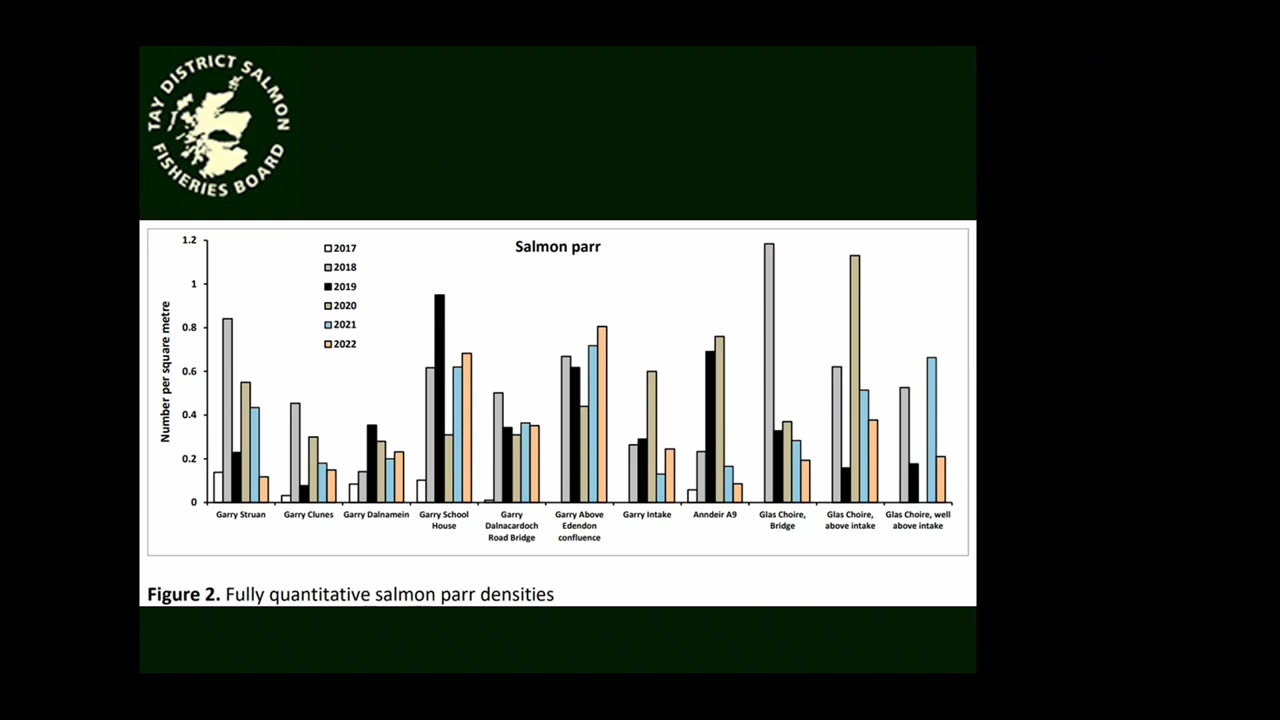 TAY DISTRICT SALMON
FISHERIES BOARD
Salmon parr
Number per square metre
1.2
1
0.8
0.6
0.4
0.2
0
2017
2018
2019
2020
2021
2022
Garry Struan
Garry Clunes
Garry Dalnamein
Garry School
House
Garry
Dalnacardoch
Road Bridge
Garry Above
Edendon
confluence
Garry Intake
Anndeir A9
Glas Choire,
Bridge
Glas Choire,
above intake
Glas Choire, well
above intake
Figure 2. Fully quantitative salmon parr densities